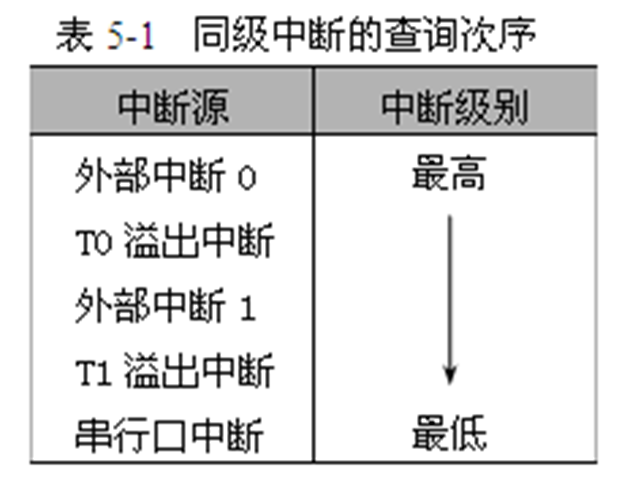 表 5-1 同级中断的查询次序
中断源 中断级别
外部中断 0 最高
T0 溢出中断
外部中断 1
T1 溢出中断
串行口中断 最低